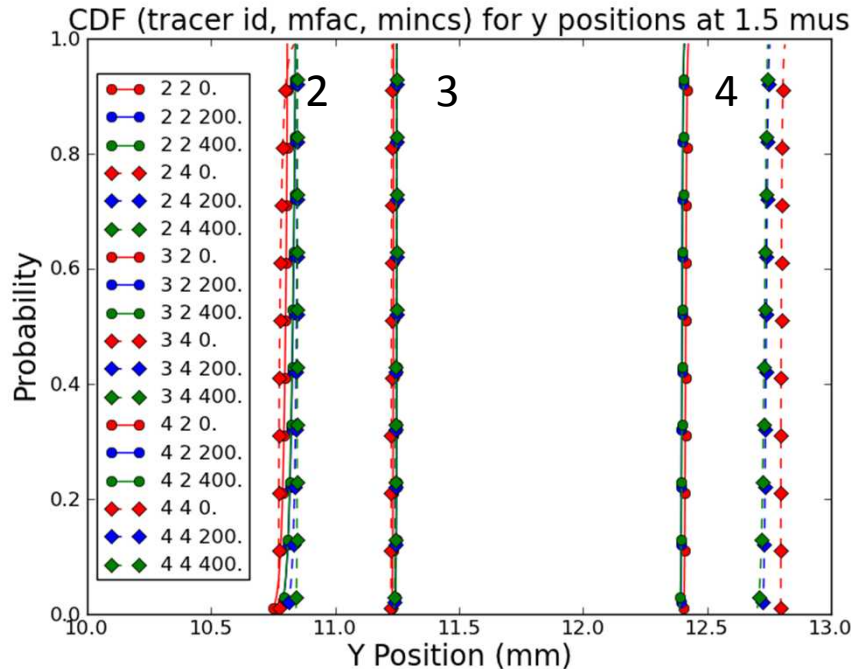 CDF (tracer id, mfac, mincs) for y positions at 1.5 mus
1.0
0.8
0.6
0.4
0.2
0.0
Probability
2 2 0.
2 2 200.
2 2 400.
2 4 0.
2 4 200.
2 4 400.
3 2 0.
3 2 200.
3 2 400.
3 4 0.
3 4 200.
3 4 400.
4 2 0.
4 2 200.
4 2 400.
4 4 0.
4 4 200.
4 4 400.
2 3 4
10.0 10.5 11.0 11.5 12.0 12.5 13.0
Y Position (mm)